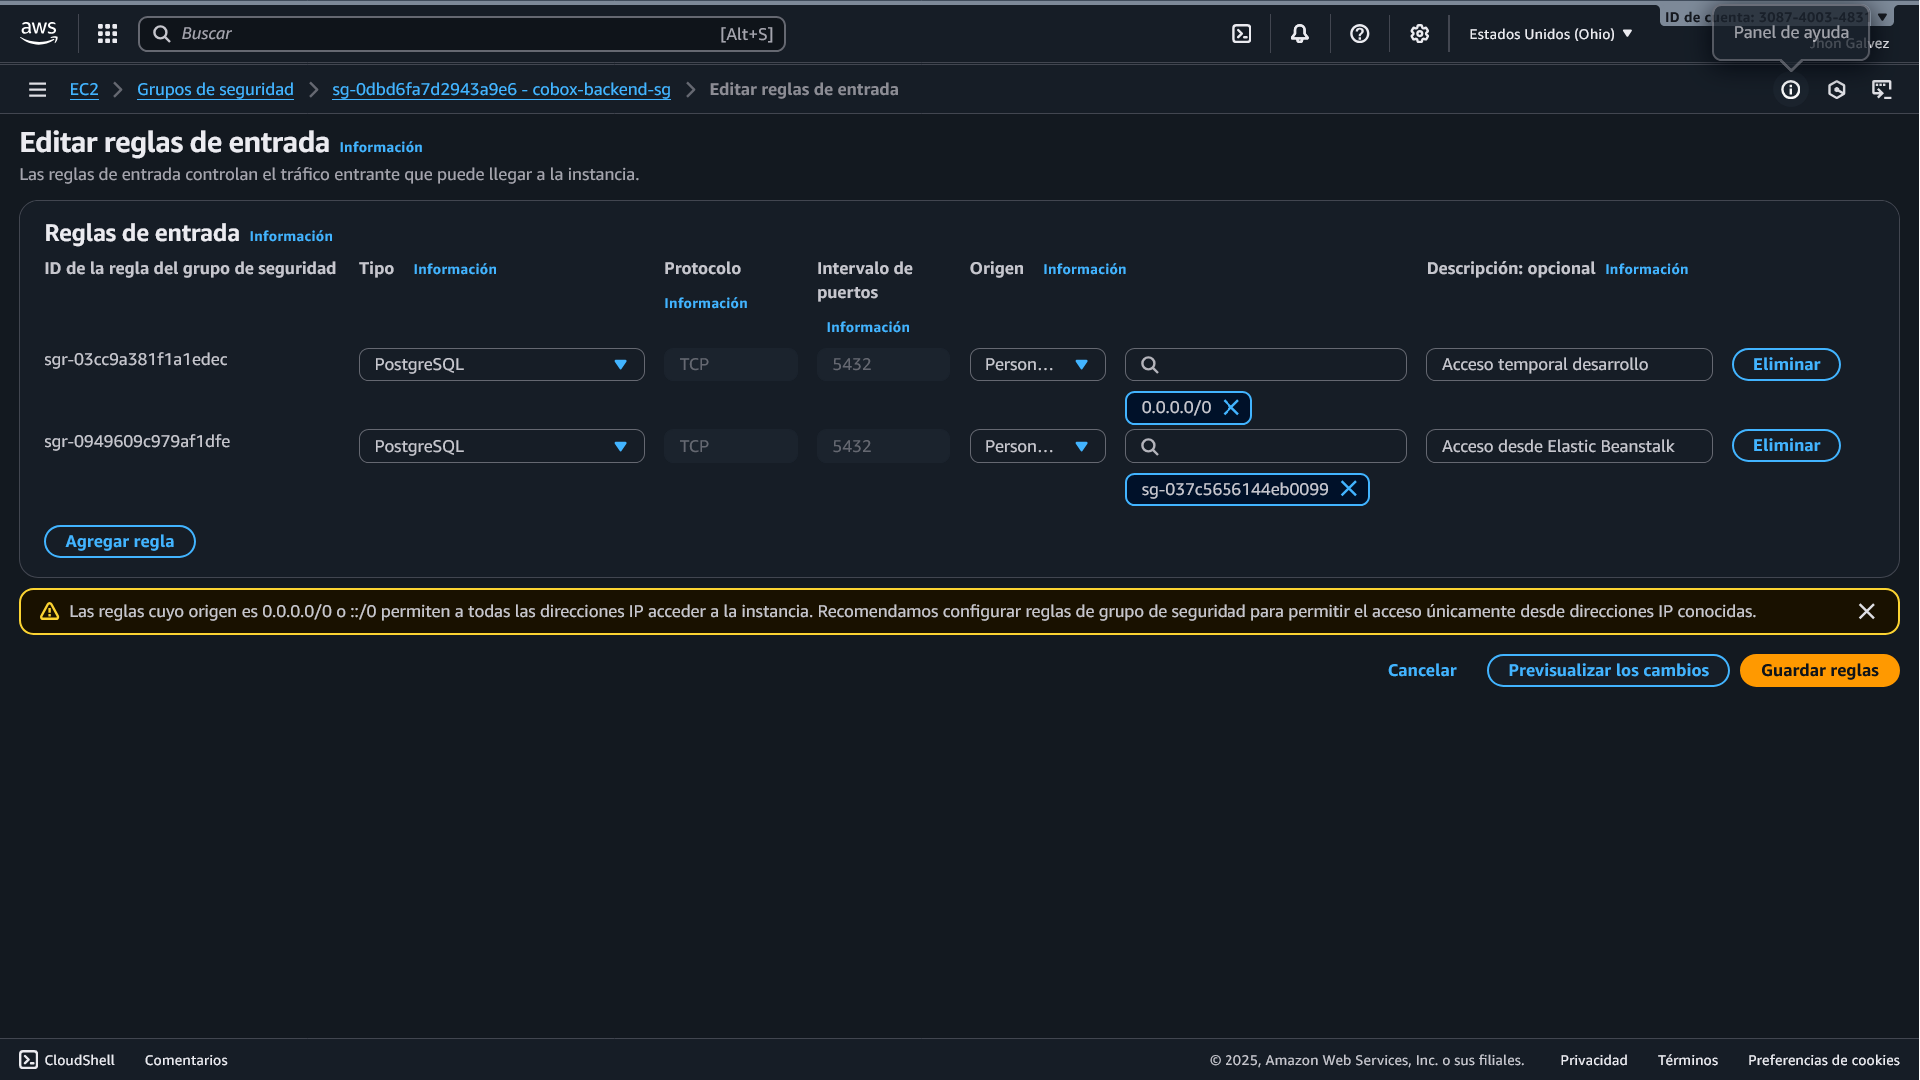 aws
Buscar [Alt+S]
Estados Unidos (Ohio)
ID de cuenta: 3087-4003-483
Panel de ayuda
Jhon Galvez
EC2 Grupos de seguridad sg-0dbd6fa7d2943a9e6 - cobox-backend-sg Editar reglas de entrada
Editar reglas de entrada Información
Las reglas de entrada controlan el tráfico entrante que puede llegar a la instancia.
Reglas de entrada Información
ID de la regla del grupo de seguridad Tipo Información Protocolo Información Intervalo de puertos Información Origen Información Descripción: opcional Información
sgr-03cc9a381f1a1edec PostgreSQL TCP 5432 Person... Acceso temporal desarrollo Eliminar
0.0.0.0/0
sgr-0949609c979af1dfe PostgreSQL TCP 5432 Person... Acceso desde Elastic Beanstalk Eliminar
sg-037c5656144eb0099
Agregar regla
Las reglas cuyo origen es 0.0.0.0/0 o ::/0 permiten a todas las direcciones IP acceder a la instancia. Recomendamos configurar reglas de grupo de seguridad para permitir el acceso únicamente desde direcciones IP conocidas.
Cancelar Previsualizar los cambios Guardar reglas
CloudShell Comentarios © 2025, Amazon Web Services, Inc. o sus filiales. Privacidad Términos Preferencias de cookies